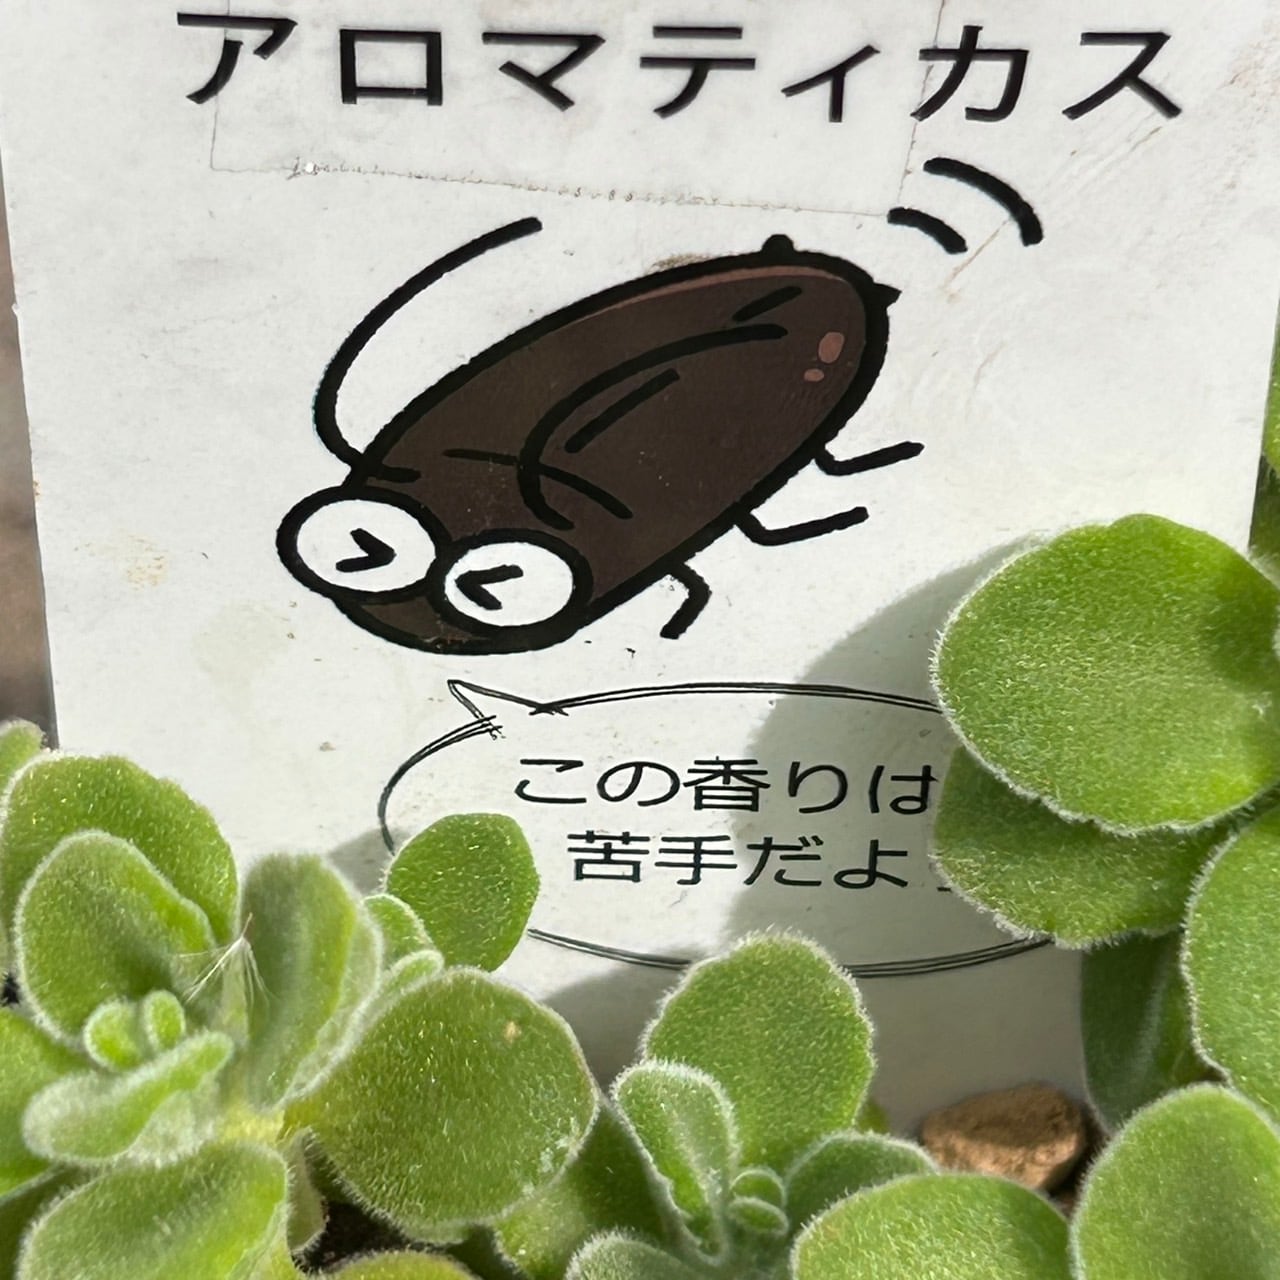 アロマティカス
この香りは
苦手だよ